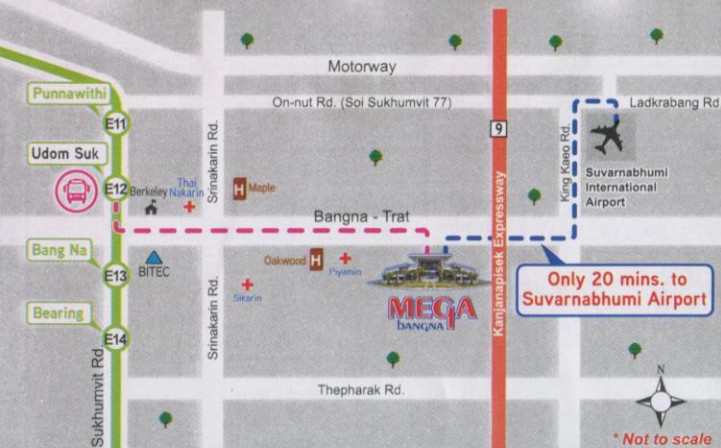 Motorway
Punnawithi
On-nut Rd. (Soi Sukhumvit 77)
Ladkrabang Rd
E11
9
Srinakarin Rd.
King Kaeo Rd.
Udom Suk
E12
Berkeley
Thai
Nakarin
H Maple
Suvarnabhumi
International
Airport
Kanjanapisek Expressway
Bangna - Trat
Bang Na
E13
BITEC
Oakwood H
Piyamin
Sikarin
MEGA
BANGNA
Only 20 mins. to
Suvarnabhumi Airport
Bearing
E14
Srinakarin Rd.
Sukhumvit Rd.
Thepharak Rd.
N
* Not to scale